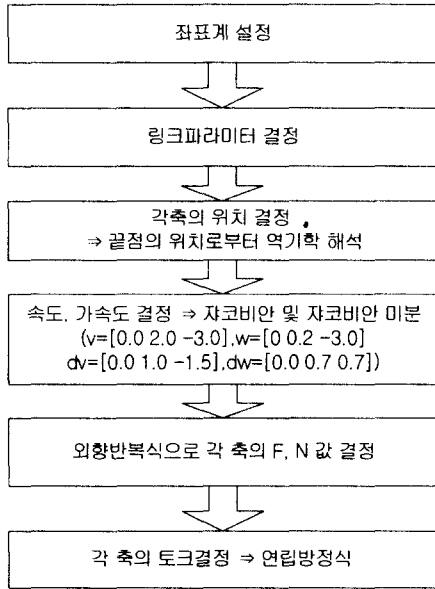 좌표계 설정
링크파라미터 결정
각축의 위치 결정
⇒ 끝점의 위치로부터 역기학 해석
속도, 가속도 결정 ⇒ 쟈코비안 및 쟈코비안 미분
(v=[0.0 2.0 -3.0],w=[0 0.2 -3.0]
dv=[0.0 1.0 -1.5],dw=[0.0 0.7 0.7])
외향반복식으로 각 축의 F, N 값 결정
각 축의 토크결정 ⇒ 연립방정식